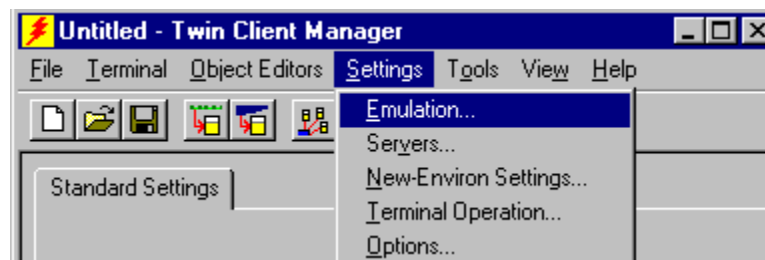 Untitled - Twin Client Manager
File Terminal Object Editors Settings Tools View Help
Emulation...
Servers...
New-Environ Settings...
Terminal Operation...
Options...
Standard Settings